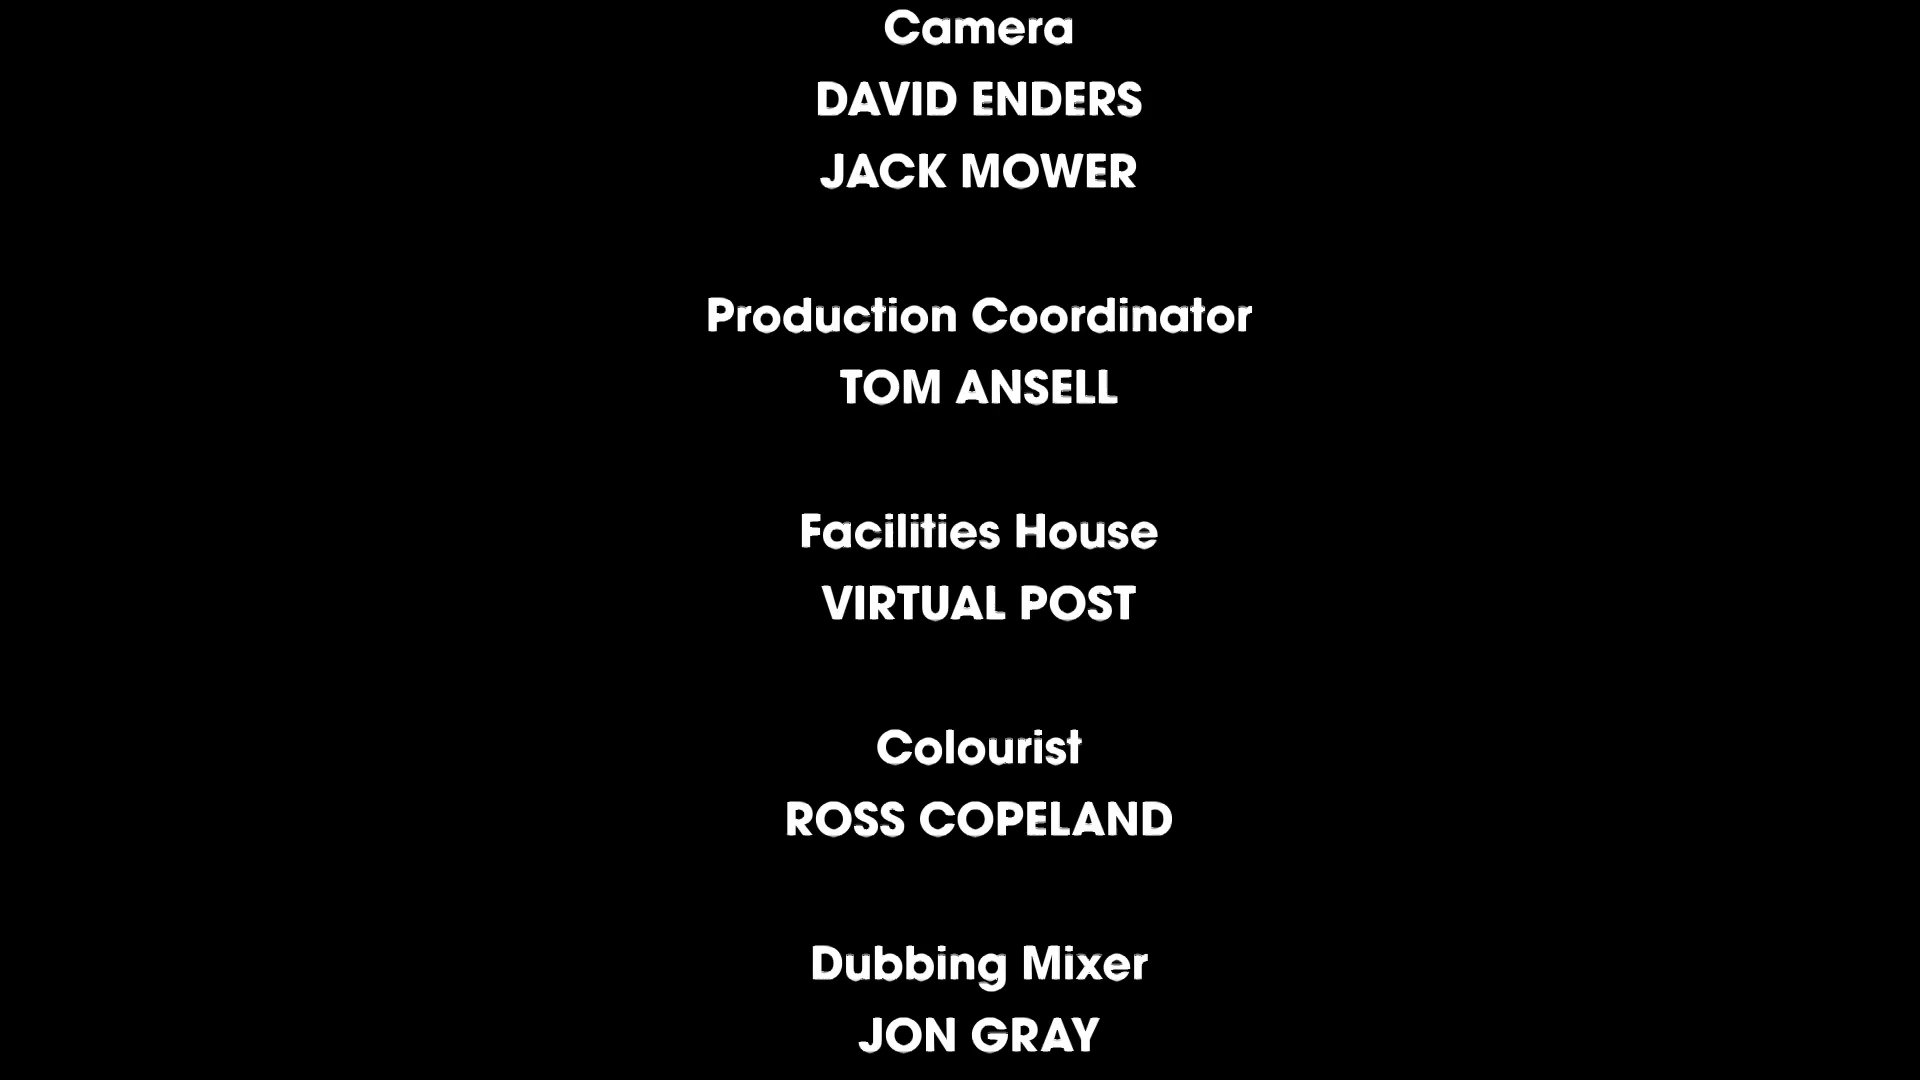 Camera
DAVID ENDERS
JACK MOWER
Production Coordinator
TOM ANSELL
Facilities House
VIRTUAL POST
Colourist
ROSS COPELAND
Dubbing Mixer
JON GRAY